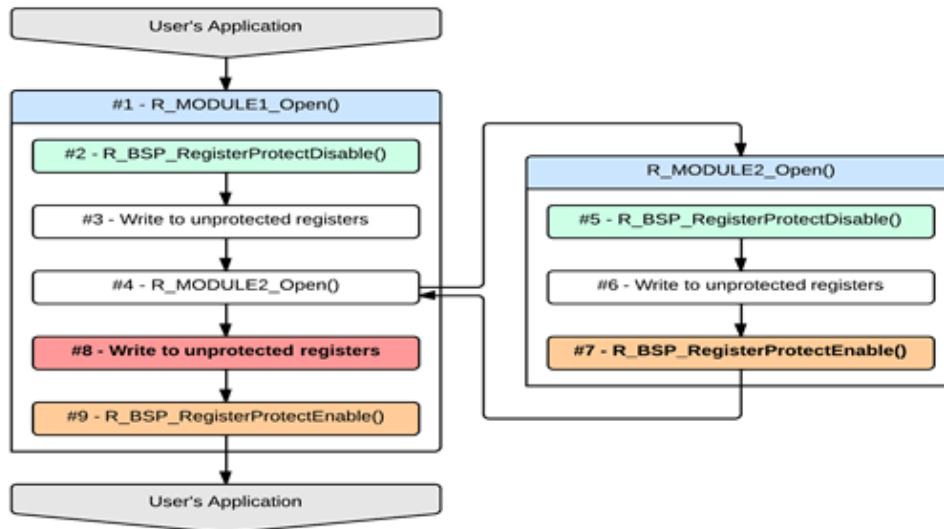 User's Application
#1 - R_MODULE1_Open()
#2 - R_BSP_RegisterProtectDisable()
#3 - Write to unprotected registers
#4 - R_MODULE2_Open()
R_MODULE2_Open()
#5 - R_BSP_RegisterProtectDisable()
#6 - Write to unprotected registers
#7 - R_BSP_RegisterProtectEnable()
#8 - Write to unprotected registers
#9 - R_BSP_RegisterProtectEnable()
User's Application